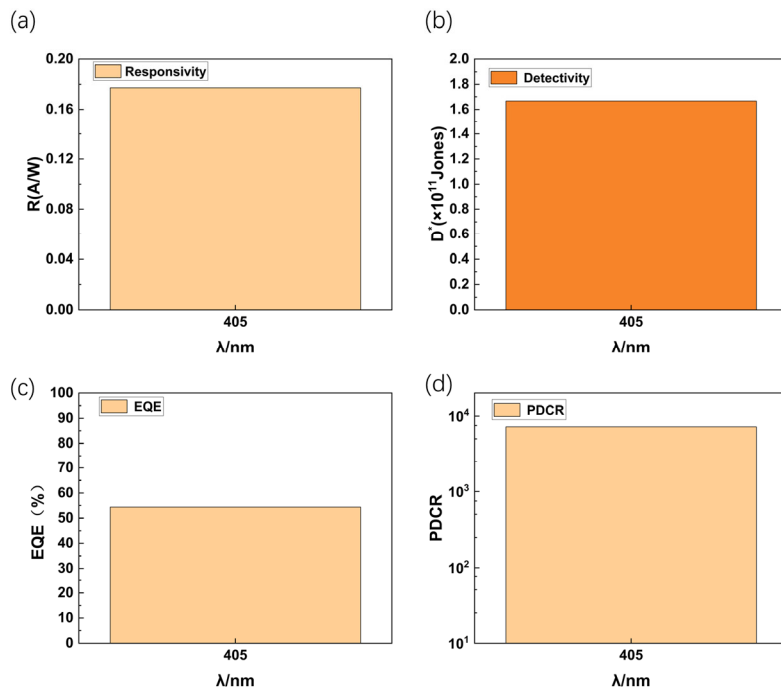 (a)
Responsivity
R(A/W)
0.20
0.16
0.12
0.08
0.04
0.00
405
λ/nm
(b)
Detectivity
D*(×10¹¹Jones)
2.0
1.8
1.6
1.4
1.2
1.0
0.8
0.6
0.4
0.2
0.0
405
λ/nm
(c)
EQE
EQE（%）
100
90
80
70
60
50
40
30
20
10
0
405
λ/nm
(d)
PDCR
PDCR
10⁴
10³
10²
10¹
405
λ/nm